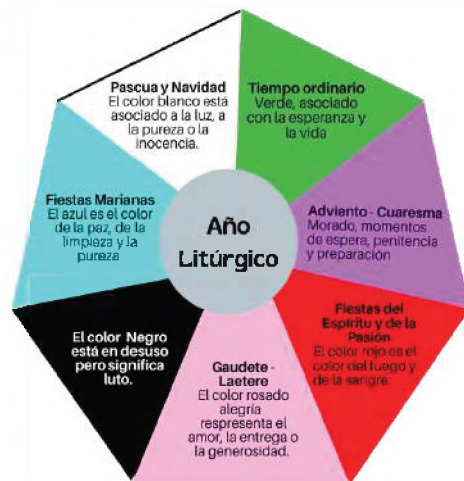 Pascua y Navidad
El color blanco está
asociado a la luz, a
la pureza o la
inocencia.
Tiempo ordinario
Verde, asociado
con la esperanza y
la vida
Adviento - Cuaresma
Morado, momentos
de espera, penitencia
y preparación
Fiestas del
Espíritu y de la
Pasión
El color rojo es el
color del fuego y
de la sangre.
Gaudete -
Laetere
El color rosado
alegría
respresenta el
amor, la entrega o
la generosidad.
El color Negro
está en desuso
pero significa
luto.
Fiestas Marianas
El azul es el color
de la paz, de la
limpieza y la
pureza
Año
Litúrgico